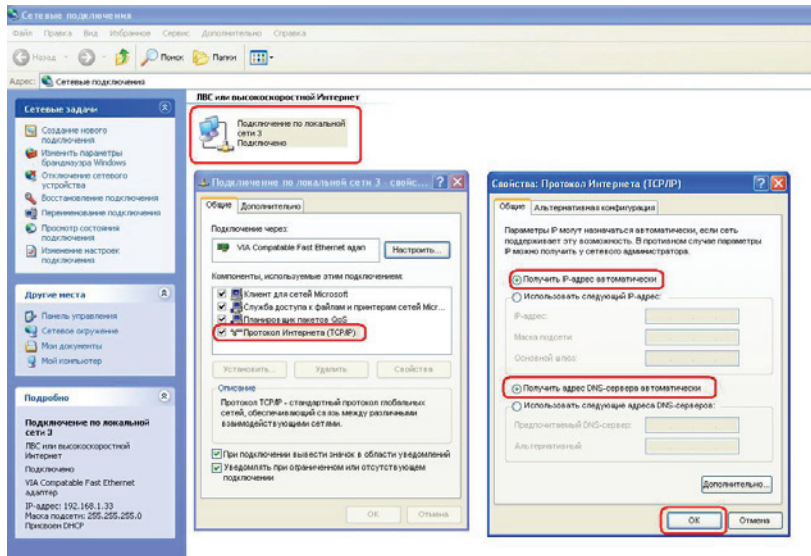 Сетевые подключения
Файл Правка Вид Избранное Сервис Дополнительно Справка
Назад Поиск Папки
Адрес: Сетевые подключения
Сетевые задачи
Создание нового
подключения
Изменить параметры
брандмауэра Windows
Отключение сетевого
устройства
Восстановление подключения
Переименование подключения
Просмотр состояния
подключения
Изменение настроек
подключения
Другие места
Панель управления
Сетевое окружение
Мои документы
Мой компьютер
Подробно
Подключение по локальной
сети 3
ЛВС или высокоскоростной
Интернет
Подключено
VIA Compatable Fast Ethernet
адаптер
IP-адрес: 192.168.1.33
Маска подсети: 255.255.255.0
Присвоен DHCP
ЛВС или высокоскоростной Интернет
Подключение по локальной
сети 3
Подключено
Подключение по локальной сети 3 - свойс...
Общие Дополнительно
Подключение через:
VIA Compatable Fast Ethernet адап Настроить...
Компоненты, используемые этим подключением:
Клиент для сетей Microsoft
Служба доступа к файлам и принтерам сетей Micr...
Планировщик пакетов QoS
Протокол Интернета (TCP/IP)
Установить... Удалить Свойства
Описание
Протокол TCP/IP - стандартный протокол глобальных
сетей, обеспечивающий связь между различными
взаимодействующими сетями.
При подключении вывести значок в области уведомлений
Уведомлять при ограниченном или отсутствующем
подключении
ОК Отмена
Свойства: Протокол Интернета (TCP/IP)
Общие Альтернативная конфигурация
Параметры IP могут назначаться автоматически, если сеть
поддерживает эту возможность. В противном случае параметры
IP можно получить у сетевого администратора.
Получить IP-адрес автоматически
Использовать следующий IP-адрес:
IP-адрес:
Маска подсети:
Основной шлюз:
Получить адрес DNS-сервера автоматически
Использовать следующие адреса DNS-серверов:
Предпочитаемый DNS-сервер:
Альтернативный
Дополнительно...
ОК Отмена